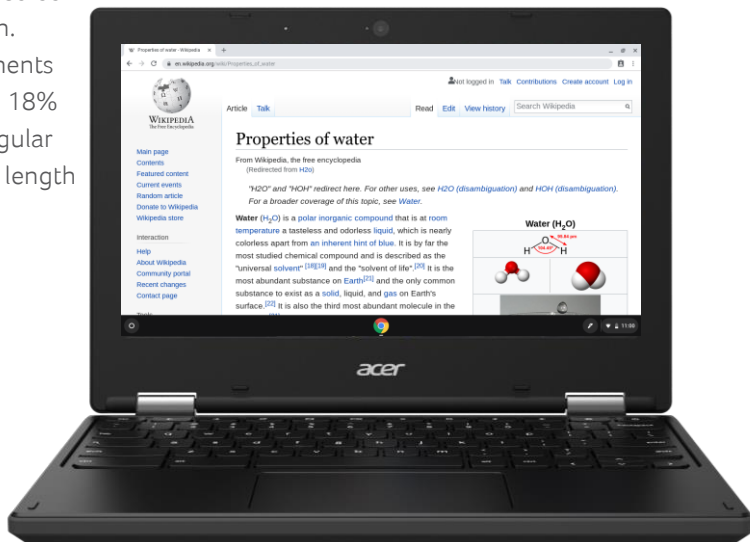 n.
nents
18%
gular
length
Properties of water - Wikipedia × +
en.wikipedia.org/wiki/Properties_of_water
Not logged in Talk Contributions Create account Log in
Article Talk Read Edit View history Search Wikipedia
WIKIPEDIA
The Free Encyclopedia
Properties of water
From Wikipedia, the free encyclopedia
(Redirected from H2o)
"H2O" and "HOH" redirect here. For other uses, see H2O (disambiguation) and HOH (disambiguation).
For a broader coverage of this topic, see Water.
Water (H2O) is a polar inorganic compound that is at room
temperature a tasteless and odorless liquid, which is nearly
colorless apart from an inherent hint of blue. It is by far the
most studied chemical compound and is described as the
"universal solvent" [18][19] and the "solvent of life".[20] It is the
most abundant substance on Earth[21] and the only common
substance to exist as a solid, liquid, and gas on Earth's
surface.[22] It is also the third most abundant molecule in the
Main page
Contents
Featured content
Current events
Random article
Donate to Wikipedia
Wikipedia store
Interaction
Help
About Wikipedia
Community portal
Recent changes
Contact page
Water (H2O)
O
H H
acer